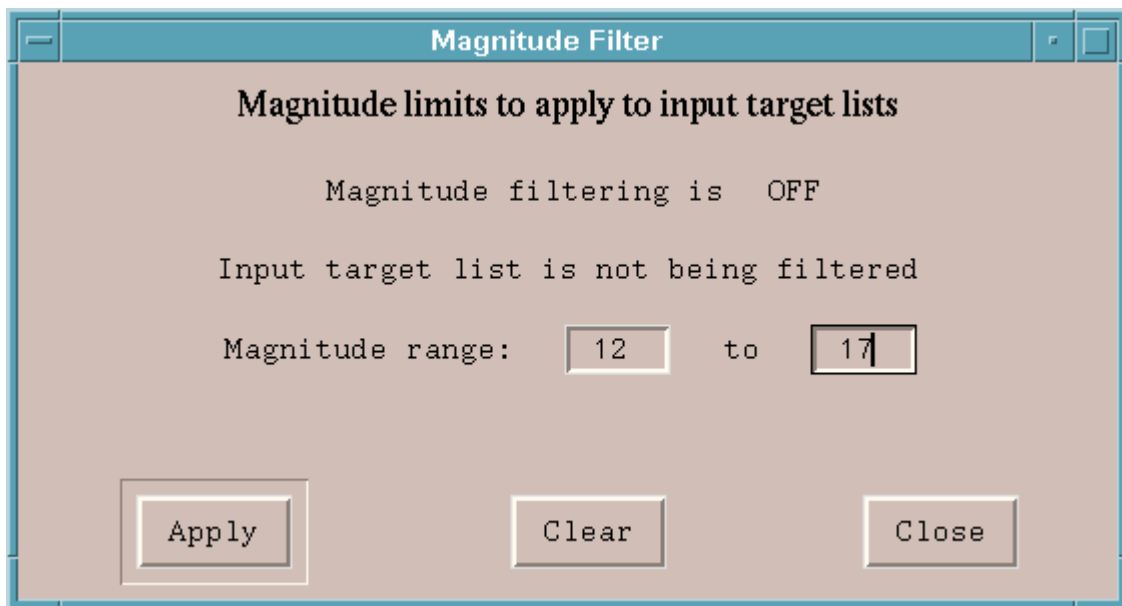 Magnitude Filter
Magnitude limits to apply to input target lists
Magnitude filtering is OFF
Input target list is not being filtered
Magnitude range: 12 to 17
Apply Clear Close